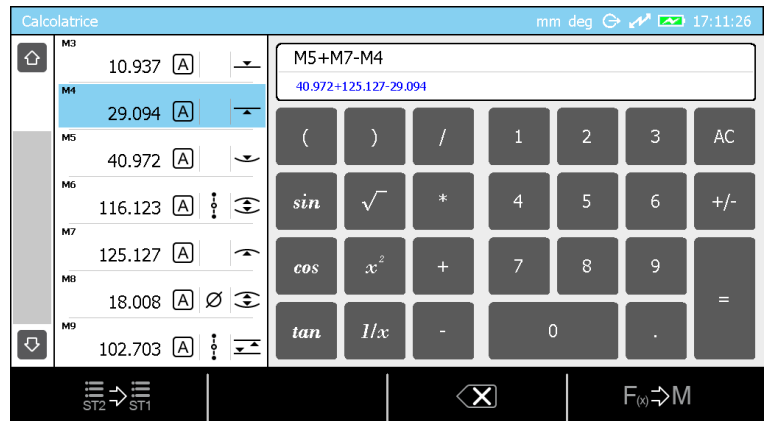 Calcolatrice
mm deg 17:11:26
M3
10.937 A
M4
29.094 A
M5
40.972 A
M6
116.123 A
M7
125.127 A
M8
18.008 A Ø
M9
102.703 A
M5+M7-M4
40.972+125.127-29.094
( ) / 1 2 3 AC
sin √ * 4 5 6 +/-
cos x² + 7 8 9
=
tan 1/x - 0 .
ST2 ST1
F(x) M